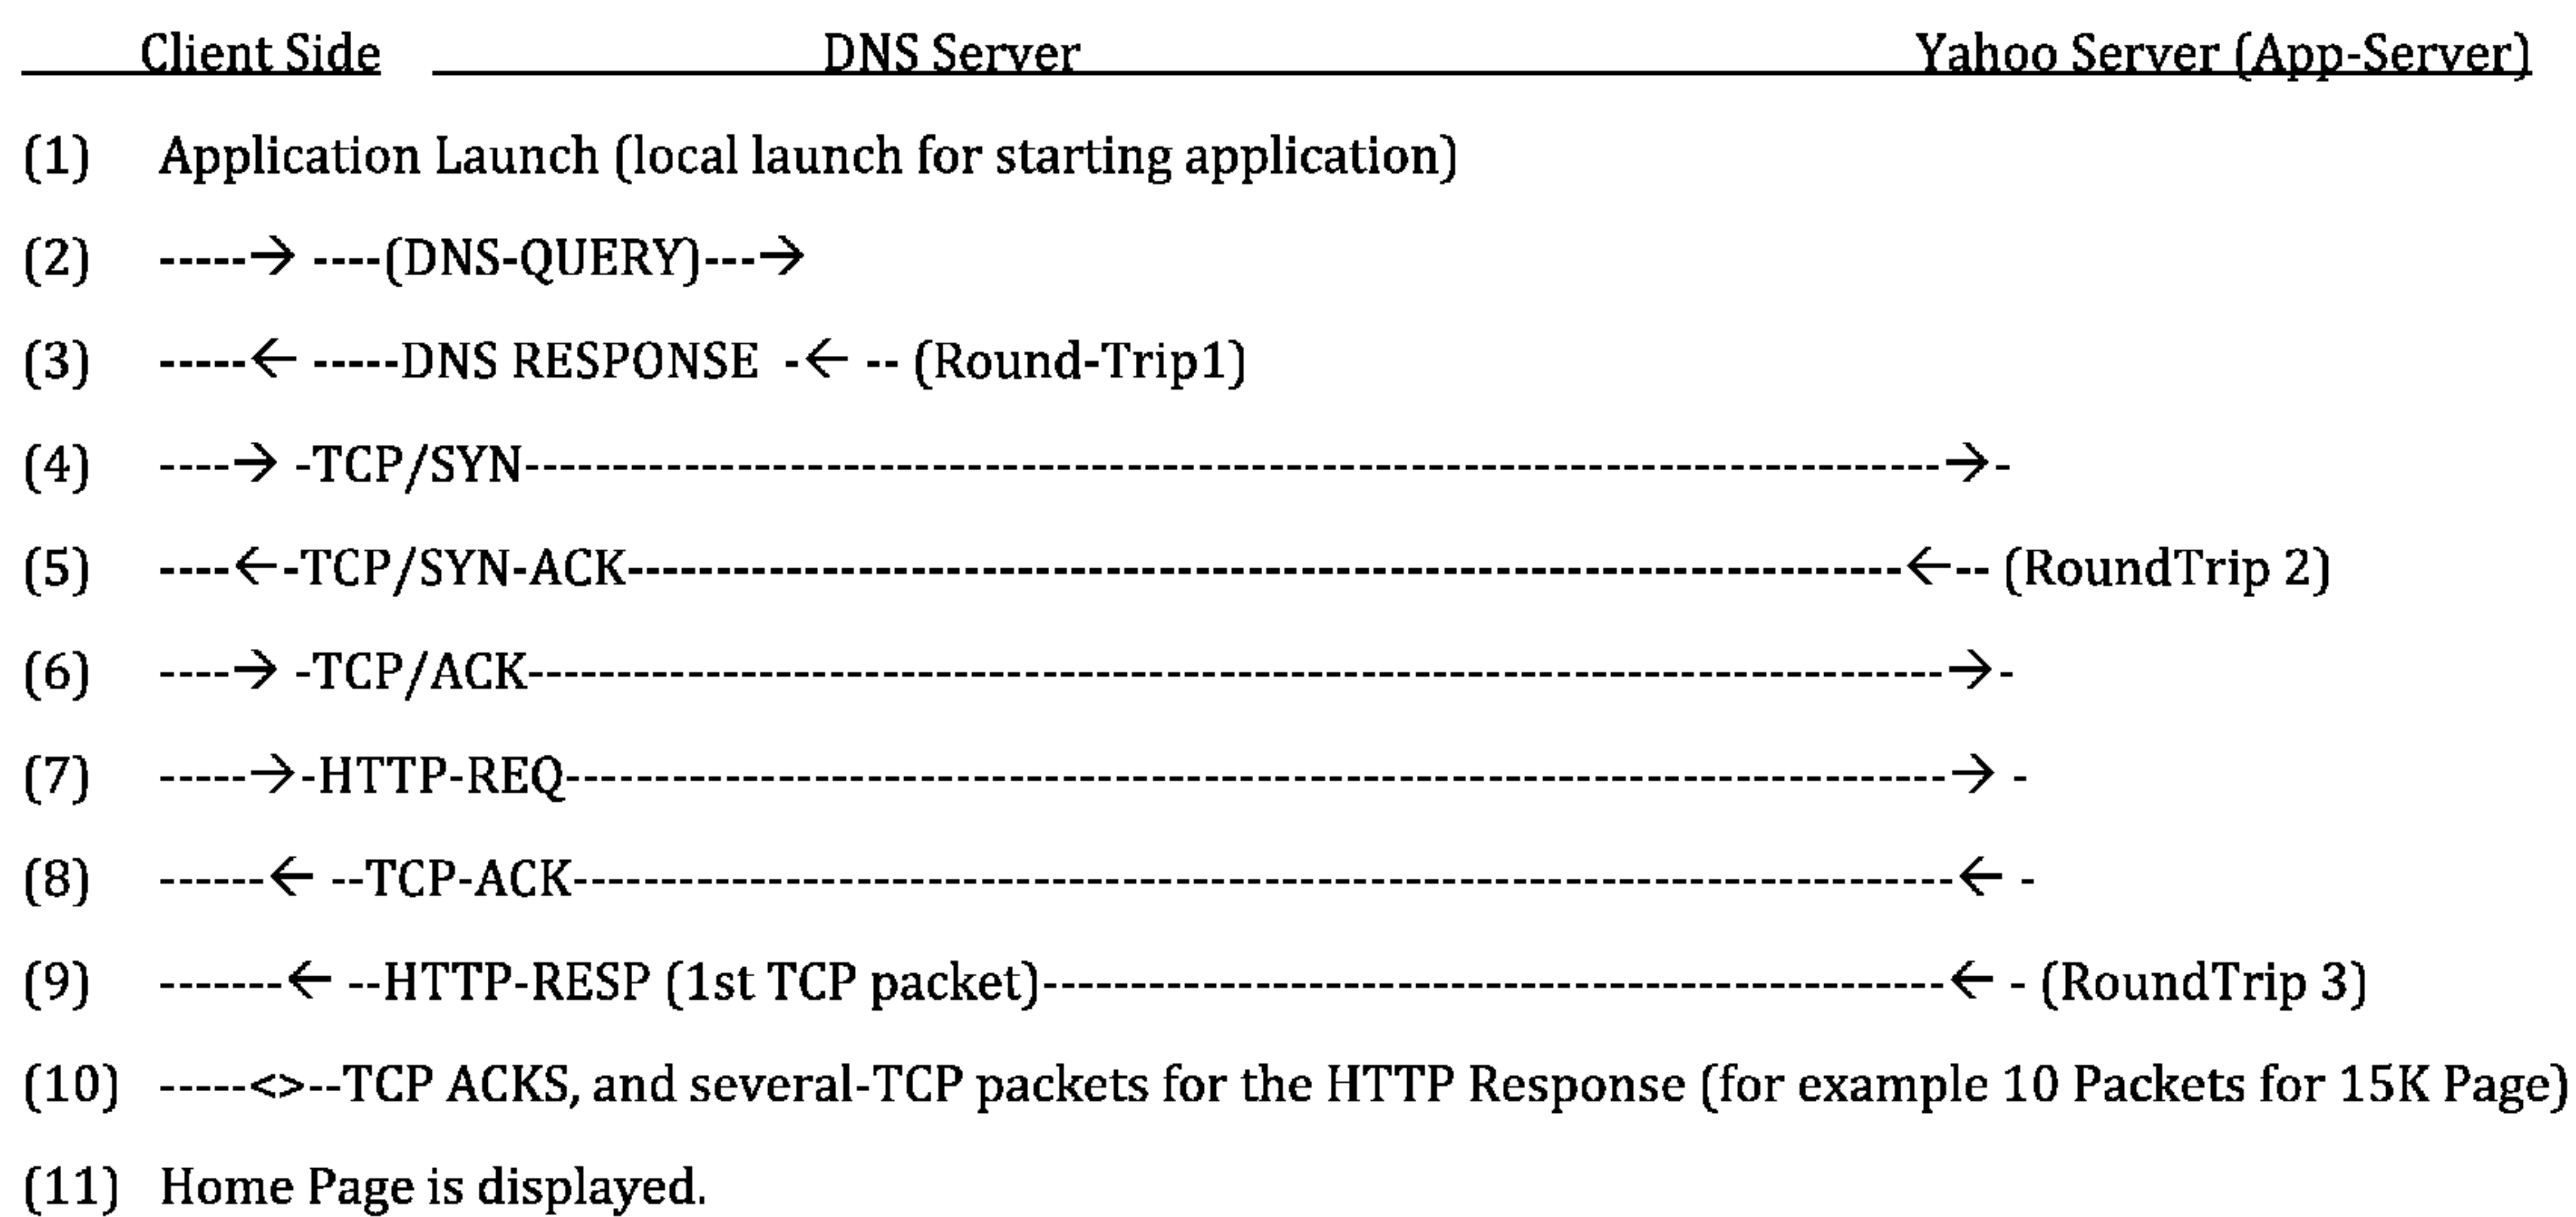 Client Side DNS Server Yahoo Server (App-Server)
(1) Application Launch (local launch for starting application)
(2) -----→ ----(DNS-QUERY)---→
(3) -----← -----DNS RESPONSE -← -- (Round-Trip1)
(4) ----→ -TCP/SYN-----------------------------------------------------------------------------------→-
(5) ----←-TCP/SYN-ACK---------------------------------------------------------------------------←-- (RoundTrip 2)
(6) ----→ -TCP/ACK-----------------------------------------------------------------------------------→-
(7) -----→-HTTP-REQ---------------------------------------------------------------------------------→ -
(8) ------← --TCP-ACK---------------------------------------------------------------------------------← -
(9) -------← --HTTP-RESP (1st TCP packet)-----------------------------------------------------← - (RoundTrip 3)
(10) -----<>--TCP ACKS, and several-TCP packets for the HTTP Response (for example 10 Packets for 15K Page)
(11) Home Page is displayed.